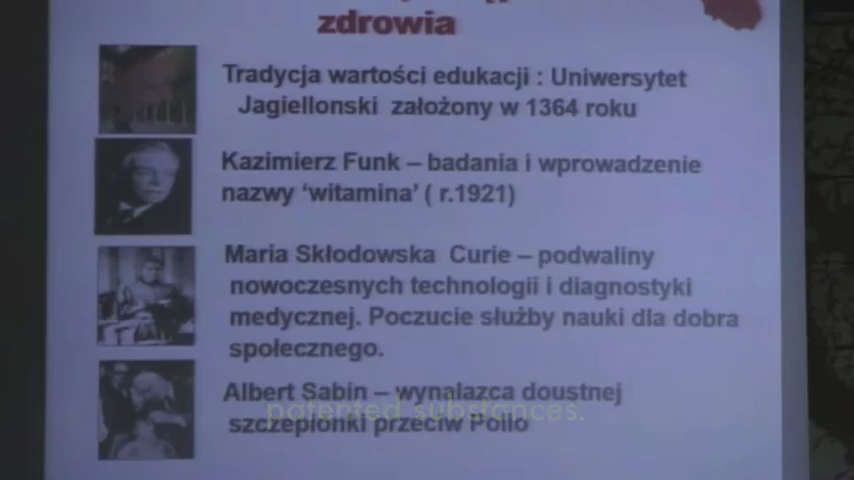 zdrowia
Tradycja wartości edukacji : Uniwersytet
Jagiellonski założony w 1364 roku
Kazimierz Funk – badania i wprowadzenie
nazwy ‘witamina’ ( r.1921)
Maria Skłodowska Curie – podwaliny
nowoczesnych technologii i diagnostyki
medycznej. Poczucie służby nauki dla dobra
społecznego.
Albert Sabin – wynalazca doustnej
patented substances.
szczepionki przeciw Polio